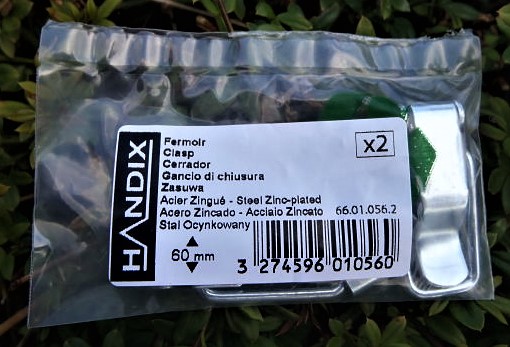 HANDIX
Fermoir
Clasp
Cerrador
Gancio di chiusura
Zasuwa
Acier Zingué - Steel Zinc-plated
Acero Zincado - Acciaio Zincato
Stal Ocynkowany
x2
66.01.056.2
60 mm
3 274596 010560